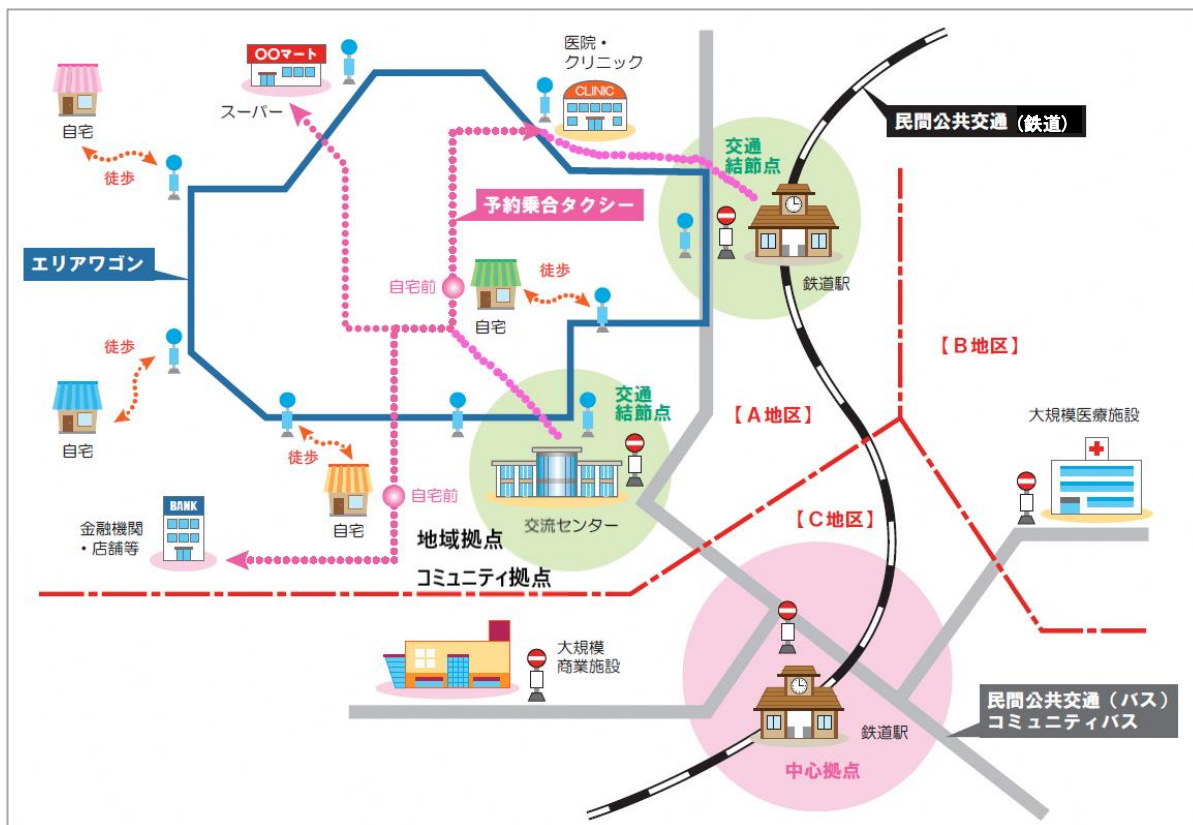 〇〇マート
スーパー
医院・
クリニック
CLINIC
民間公共交通 (鉄道)
自宅
徒歩
交通
結節点
予約乗合タクシー
エリアワゴン
自宅前
徒歩
自宅
鉄道駅
【B地区】
徒歩
自宅
交通
結節点
【A地区】
大規模医療施設
徒歩
自宅前
BANK
金融機関
・店舗等
自宅
交流センター
【C地区】
地域拠点
コミュニティ拠点
大規模
商業施設
鉄道駅
中心拠点
民間公共交通(バス)
コミュニティバス